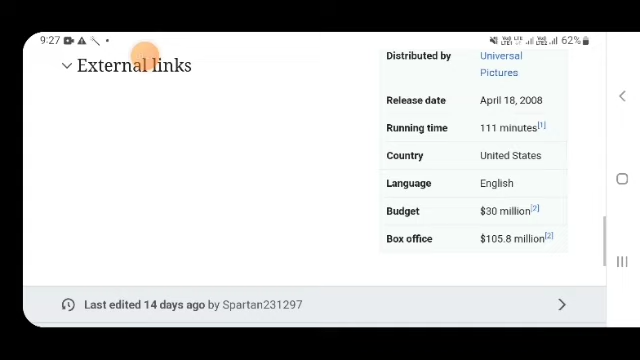 9:27
62%
External links
Distributed by Universal
Pictures
Release date April 18, 2008
Running time 111 minutes[1]
Country United States
Language English
Budget $30 million[2]
Box office $105.8 million[2]
Last edited 14 days ago by Spartan231297